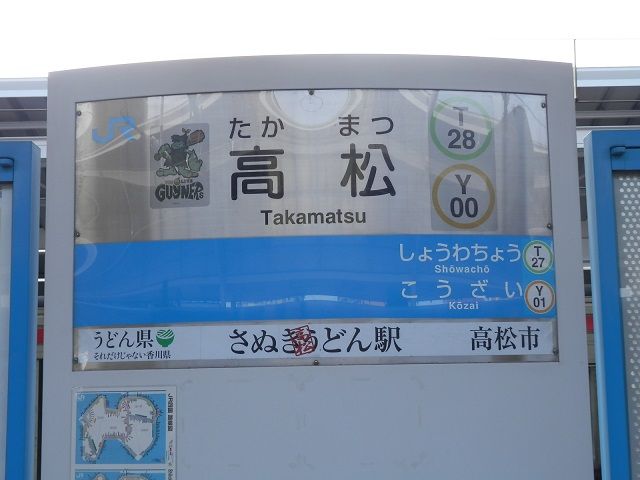 JR
GUYNERS
たか まつ
高松
Takamatsu
T
28
Y
00
しょうわちょう
Shōwachō
T
27
こうざい
Kōzai
Y
01
うどん県
それだけじゃない香川県
さぬきうどん駅
高松市